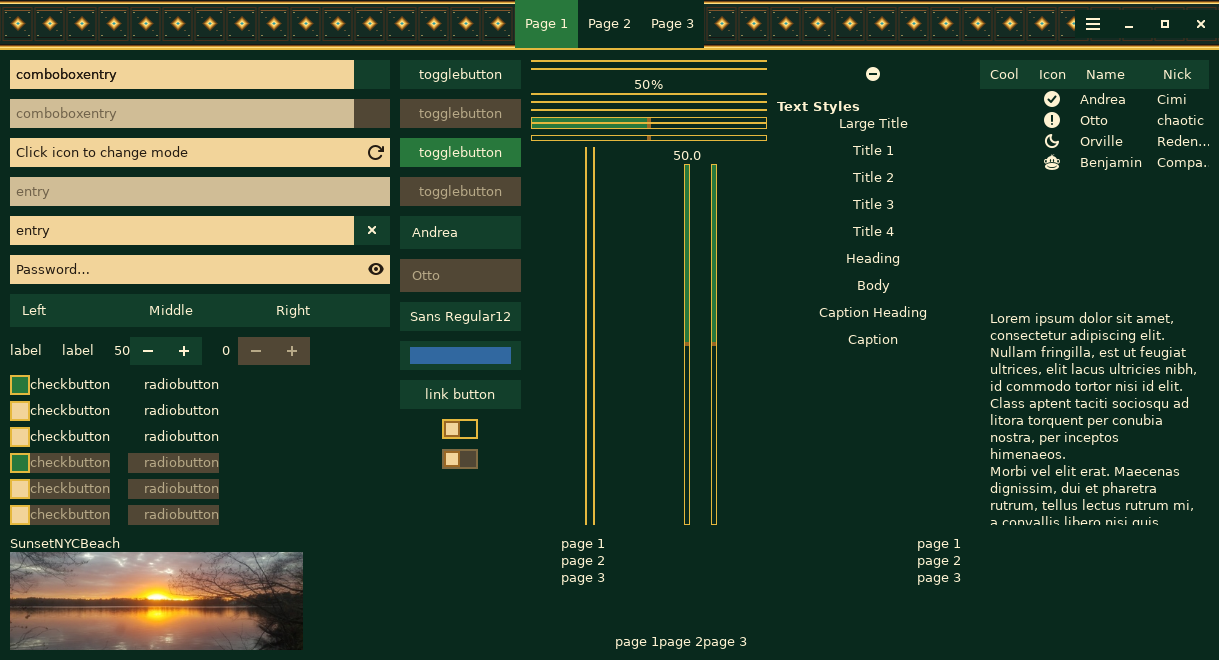 Page 1 Page 2 Page 3
comboboxentry
comboboxentry
Click icon to change mode
entry
entry
Password...
Left Middle Right
label label 50 0
checkbutton radiobutton
checkbutton radiobutton
checkbutton radiobutton
checkbutton radiobutton
checkbutton radiobutton
checkbutton radiobutton
SunsetNYCBeach
togglebutton
togglebutton
togglebutton
togglebutton
Andrea
Otto
Sans Regular12
link button
50%
50.0
Text Styles
Large Title
Title 1
Title 2
Title 3
Title 4
Heading
Body
Caption Heading
Caption
Cool Icon Name Nick
Andrea Cimi
Otto chaotic
Orville Reden...
Benjamin Compa...
Lorem ipsum dolor sit amet,
consectetur adipiscing elit.
Nullam fringilla, est ut feugiat
ultrices, elit lacus ultricies nibh,
id commodo tortor nisi id elit.
Class aptent taciti sociosqu ad
litora torquent per conubia
nostra, per inceptos
himenaeos.
Morbi vel elit erat. Maecenas
dignissim, dui et pharetra
rutrum, tellus lectus rutrum mi,
a convallis libero nisi quis
page 1
page 2
page 3
page 1
page 2
page 3
page 1page 2page 3